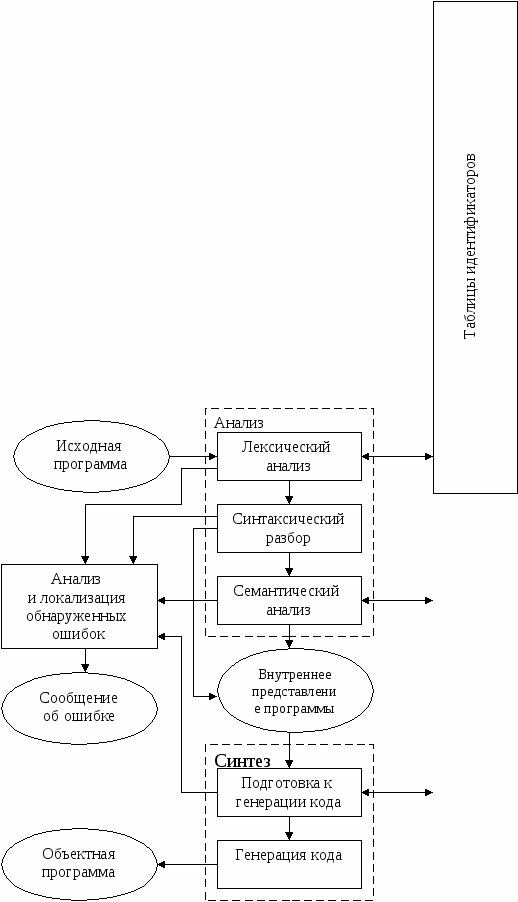 Таблицы идентификаторов
Анализ
Исходная
программа
Лексический
анализ
Синтаксический
разбор
Анализ
и локализация
обнаруженных
ошибок
Семантический
анализ
Сообщение
об ошибке
Внутреннее
представлени
е программы
Синтез
Подготовка к
генерации кода
Объектная
программа
Генерация кода